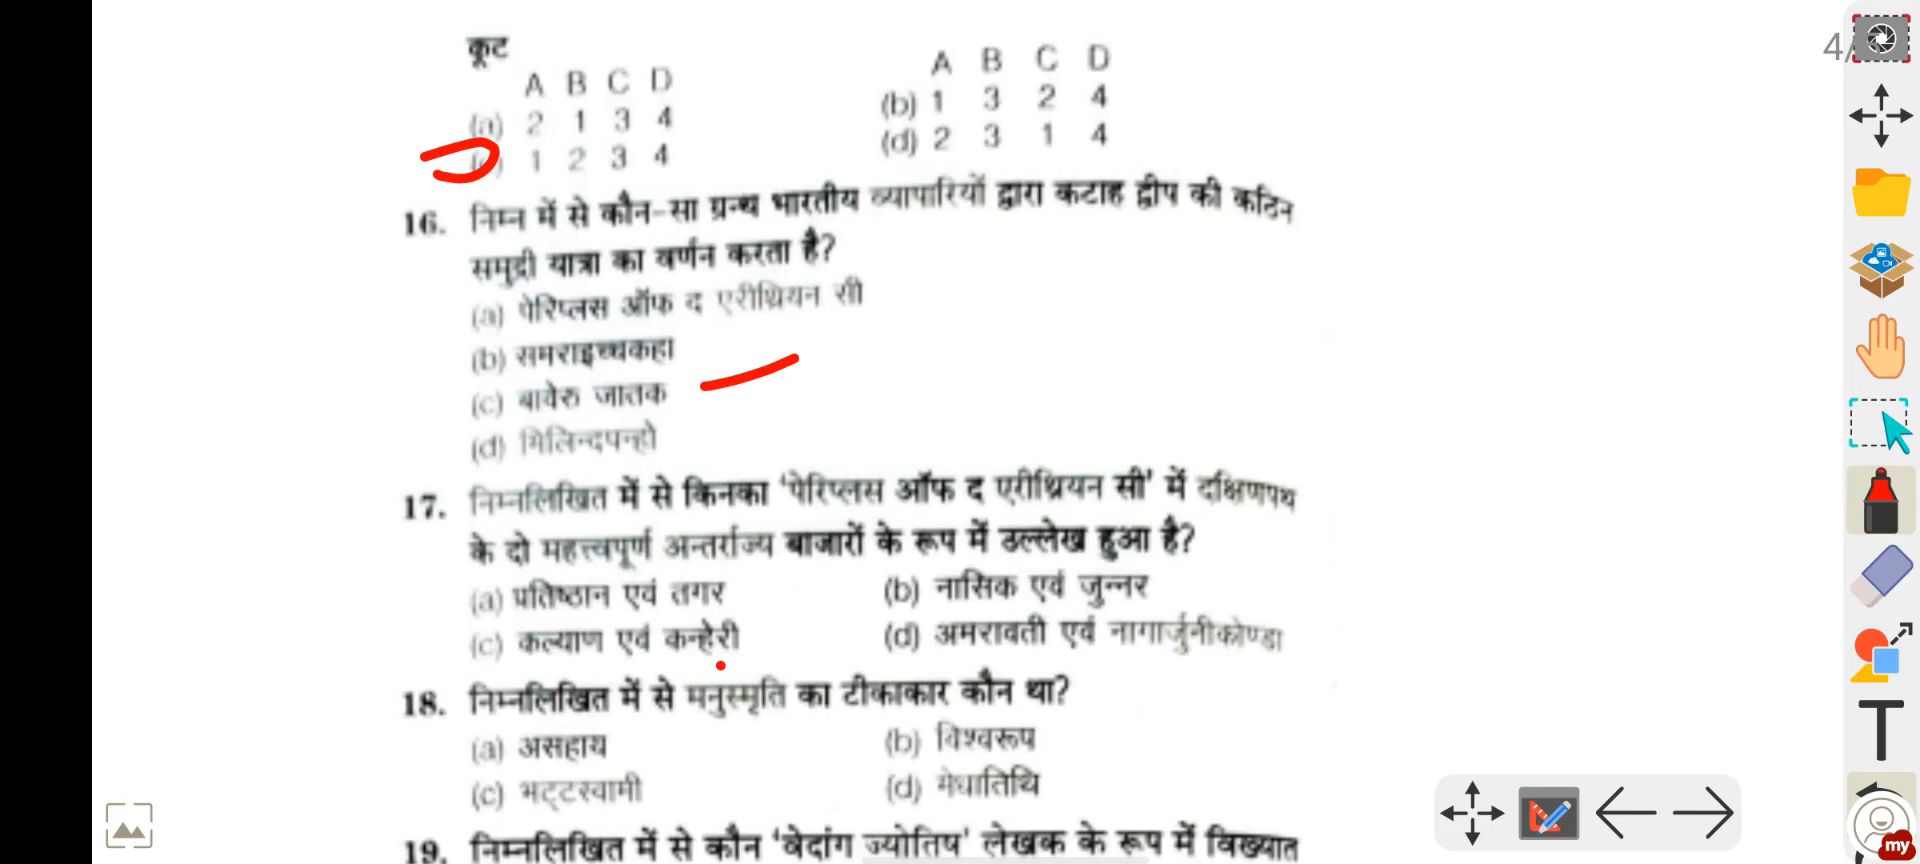 4/
कूट
A B C D
(a) 2 1 3 4
(c) 1 2 3 4
A B C D
(b) 1 3 2 4
(d) 2 3 1 4
16. निम्न में से कौन-सा ग्रन्थ भारतीय व्यापारियों द्वारा कटाह द्वीप की कठिन
समुद्री यात्रा का वर्णन करता है?
(a) पेरिप्लस ऑफ द एरीथ्रियन सी
(b) समराइच्चकहा
(c) बावेरु जातक
(d) मिलिन्दपन्हो
17. निम्नलिखित में से किनका 'पेरिप्लस ऑफ द एरीथ्रियन सी' में दक्षिणपथ
के दो महत्त्वपूर्ण अन्तर्राज्य बाजारों के रूप में उल्लेख हुआ है?
(a) प्रतिष्ठान एवं तगर
(b) नासिक एवं जुन्नर
(c) कल्याण एवं कन्हेरी
(d) अमरावती एवं नागार्जुनीकोण्डा
18. निम्नलिखित में से मनुस्मृति का टीकाकार कौन था?
(a) असहाय
(b) विश्वरूप
(c) भट्टस्वामी
(d) मेधातिथि
19. निम्नलिखित में से कौन 'वेदांग ज्योतिष' लेखक के रूप में विख्यात
T
my